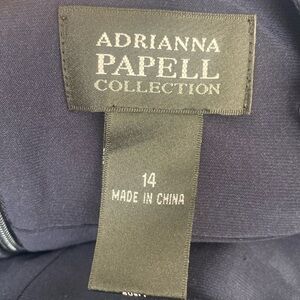 ADRIANNA
PAPELL
COLLECTION
14
MADE IN CHINA